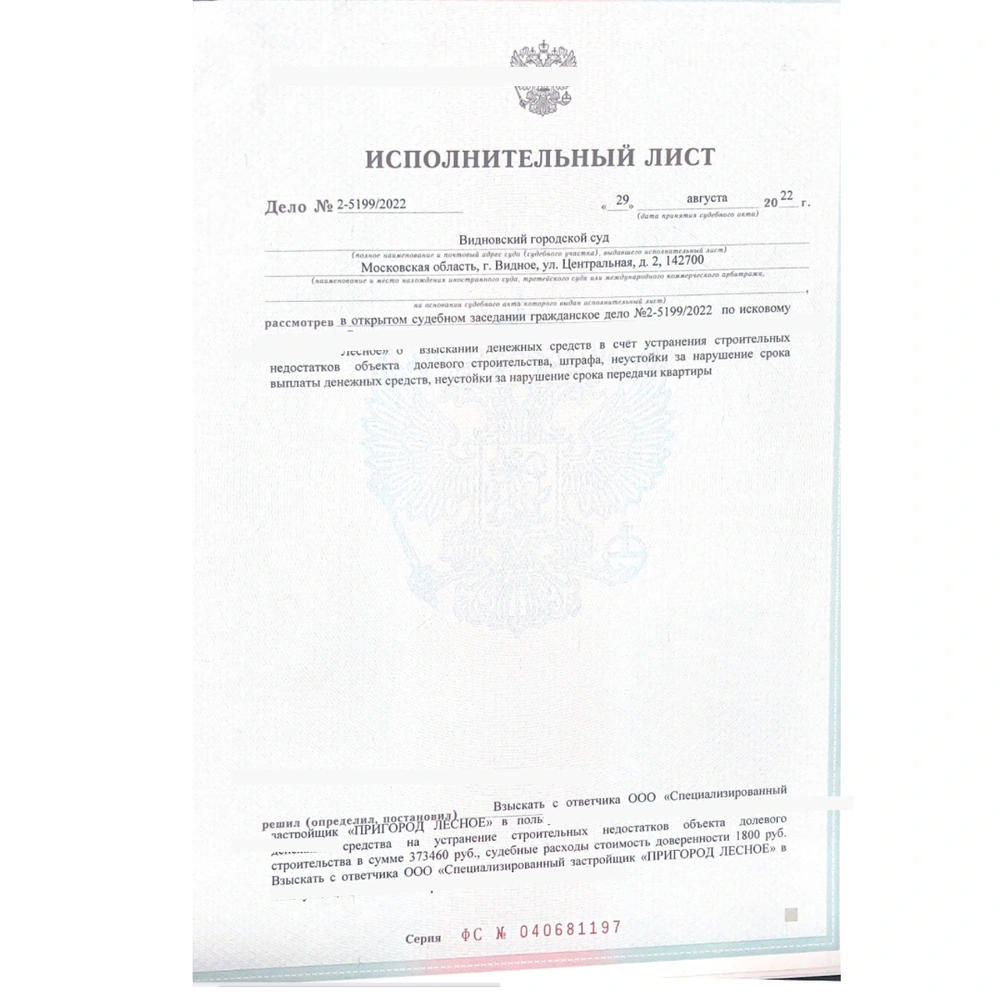 ИСПОЛНИТЕЛЬНЫЙ ЛИСТ
Дело № 2-5199/2022 « 29 » августа 20 22 г.
(дата принятия судебного акта)
Видновский городской суд
(полное наименование и почтовый адрес суда (судебного участка), выдавшего исполнительный лист)
Московская область, г. Видное, ул. Центральная, д. 2, 142700
(наименование и место нахождения иностранного суда, третейского суда или международного коммерческого арбитража,
,
на основании судебного акта которого выдан исполнительный лист)
рассмотрев в открытом судебном заседании гражданское дело №2-5199/2022 по исковому
Лесное» о взыскании денежных средств в счет устранения строительных
недостатков объекта долевого строительства, штрафа, неустойки за нарушение срока
выплаты денежных средств, неустойки за нарушение срока передачи квартиры
решил (определил, постановил) Взыскать с ответчика ООО «Специализированный
застройщик «ПРИГОРОД ЛЕСНОЕ» в поль
средства на устранение строительных недостатков объекта долевого
строительства в сумме 373460 руб., судебные расходы стоимость доверенности 1800 руб.
Взыскать с ответчика ООО «Специализированный застройщик «ПРИГОРОД ЛЕСНОЕ» в
Серия ФС № 040681197